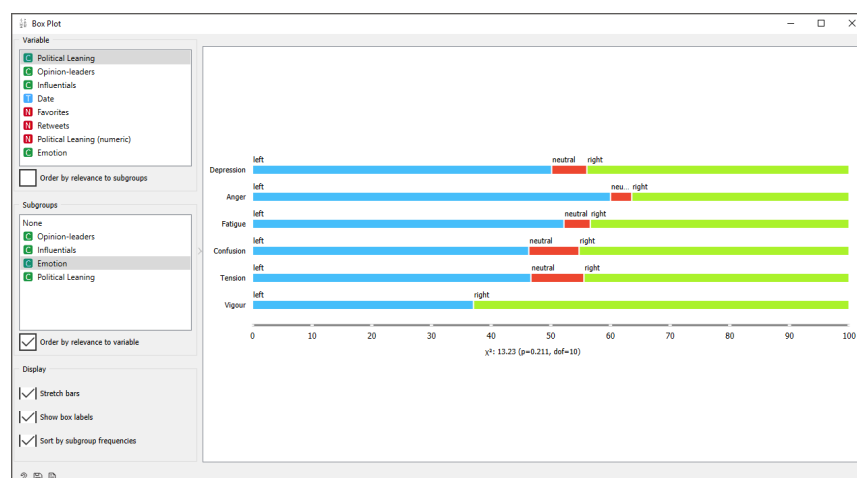 Box Plot
Variable
C Political Leaning
C Opinion-leaders
C Influentials
T Date
N Favorites
N Retweets
N Political Leaning (numeric)
C Emotion
Order by relevance to subgroups
Subgroups
None
C Opinion-leaders
C Influentials
C Emotion
C Political Leaning
Order by relevance to variable
Display
Stretch bars
Show box labels
Sort by subgroup frequencies
left neutral right
Depression
left neu... right
Anger
left neutral right
Fatigue
left neutral right
Confusion
left neutral right
Tension
left right
Vigour
0 10 20 30 40 50 60 70 80 90 100
χ²: 13.23 (p=0.211, dof=10)